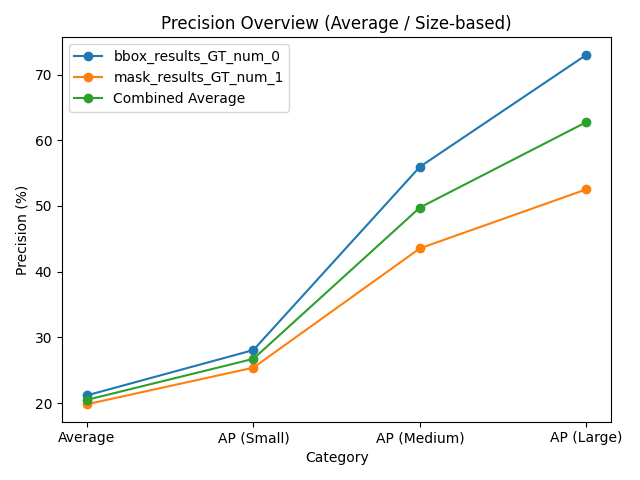 Precision Overview (Average / Size-based)
bbox_results_GT_num_0
mask_results_GT_num_1
Combined Average
Precision (%)
70
60
50
40
30
20
Average
AP (Small)
AP (Medium)
AP (Large)
Category